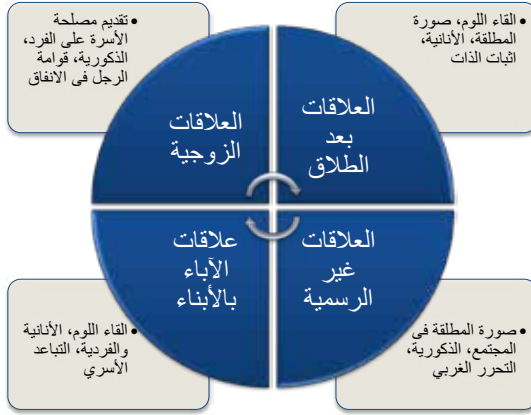 القاء اللوم، صورة
المطلقة، الأنانية،
اثبات الذات
تقديم مصلحة
الأسرة على الفرد،
الذكورية، قوامة
الرجل فى الانفاق
العلاقات
بعد
الطلاق
العلاقات
الزوجية
العلاقات
غير
الرسمية
علاقات
الآباء
بالأبناء
صورة المطلقة فى
المجتمع، الذكورية،
التحرر الغربي
القاء اللوم، الأنانية
والفردية، التباعد
الأسري